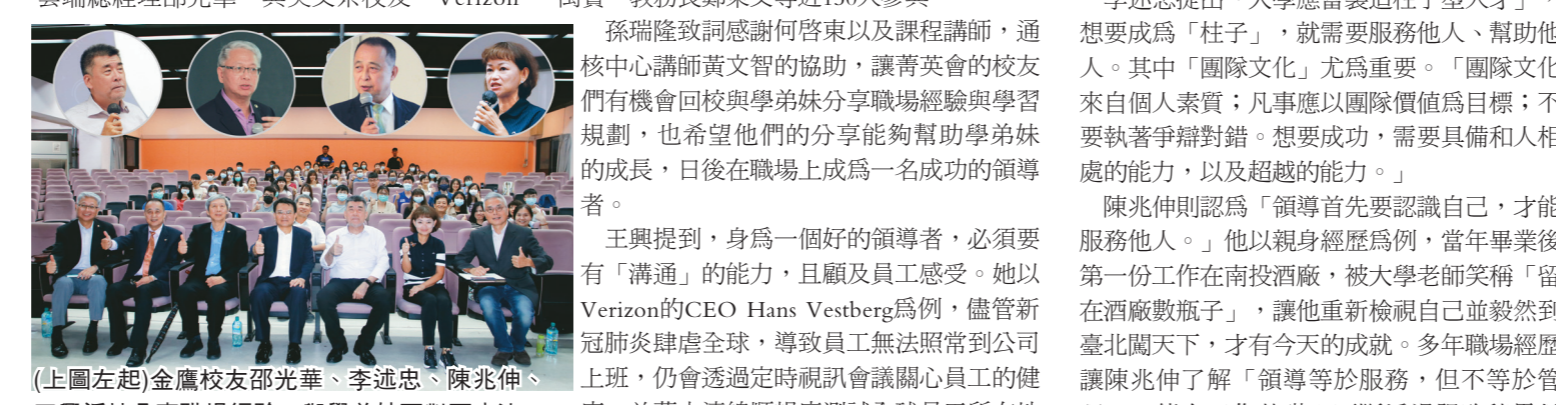 孫瑞隆致詞感謝何啓東以及課程講師，通
核中心講師黃文智的協助，讓菁英會的校友
們有機會回校與學弟妹分享職場經驗與學習
規劃，也希望他們的分享能夠幫助學弟妹
的成長，日後在職場上成爲一名成功的領導
者。
王興提到，身爲一個好的領導者，必須要
有「溝通」的能力，且顧及員工感受。她以
Verizon的CEO Hans Vestberg爲例，儘管新
冠肺炎肆虐全球，導致員工無法照常到公司
上班，仍會透過定時視訊會議關心員工的健
(上圖左起)金鷹校友邵光華、李述忠、陳兆伸、
想要成爲「柱子」，就需要服務他人、幫助他
人。其中「團隊文化」尤爲重要。「團隊文化
來自個人素質；凡事應以團隊價値爲目標；不
要執著爭辯對錯。想要成功，需要具備和人相
處的能力，以及超越的能力。」
陳兆伸則認爲「領導首先要認識自己，才能
服務他人。」他以親身經歷爲例，當年畢業後
第一份工作在南投酒廠，被大學老師笑稱「留
在酒廠數瓶子」，讓他重新檢視自己並毅然到
臺北闖天下，才有今天的成就。多年職場經歷
讓陳兆伸了解「領導等於服務，但不等於管